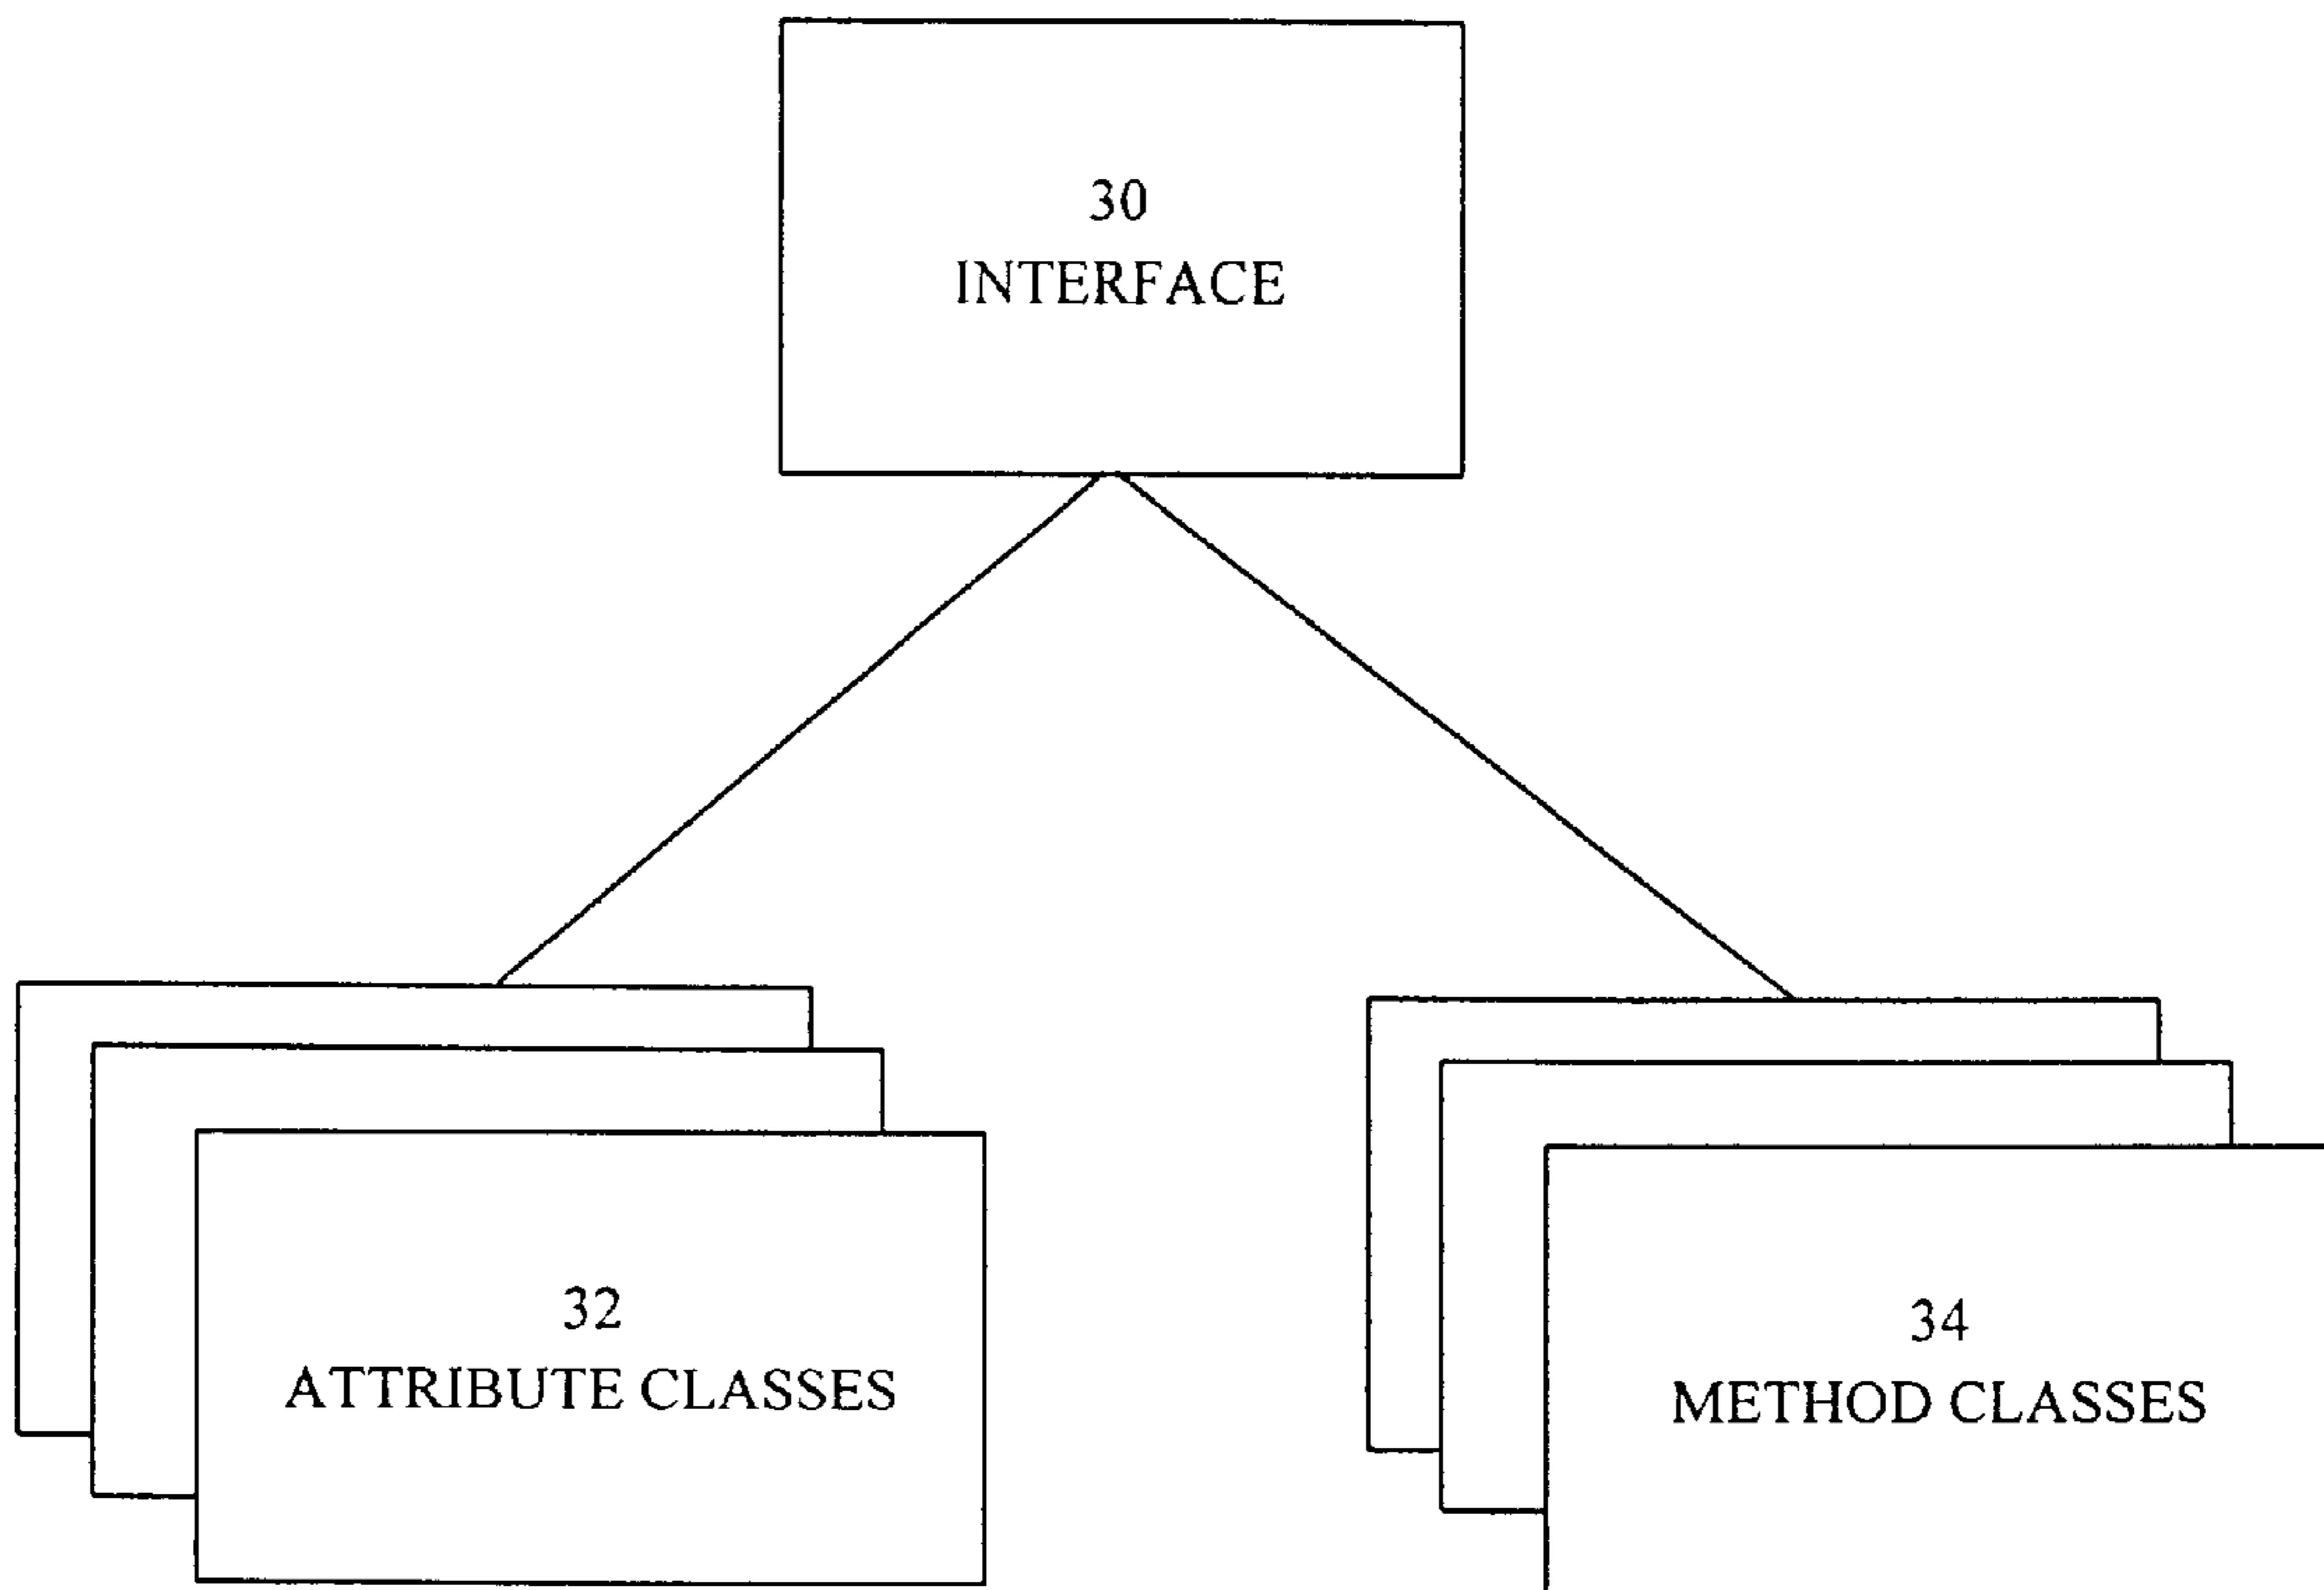 30
INTERFACE
32
ATTRIBUTE CLASSES
34
METHOD CLASSES